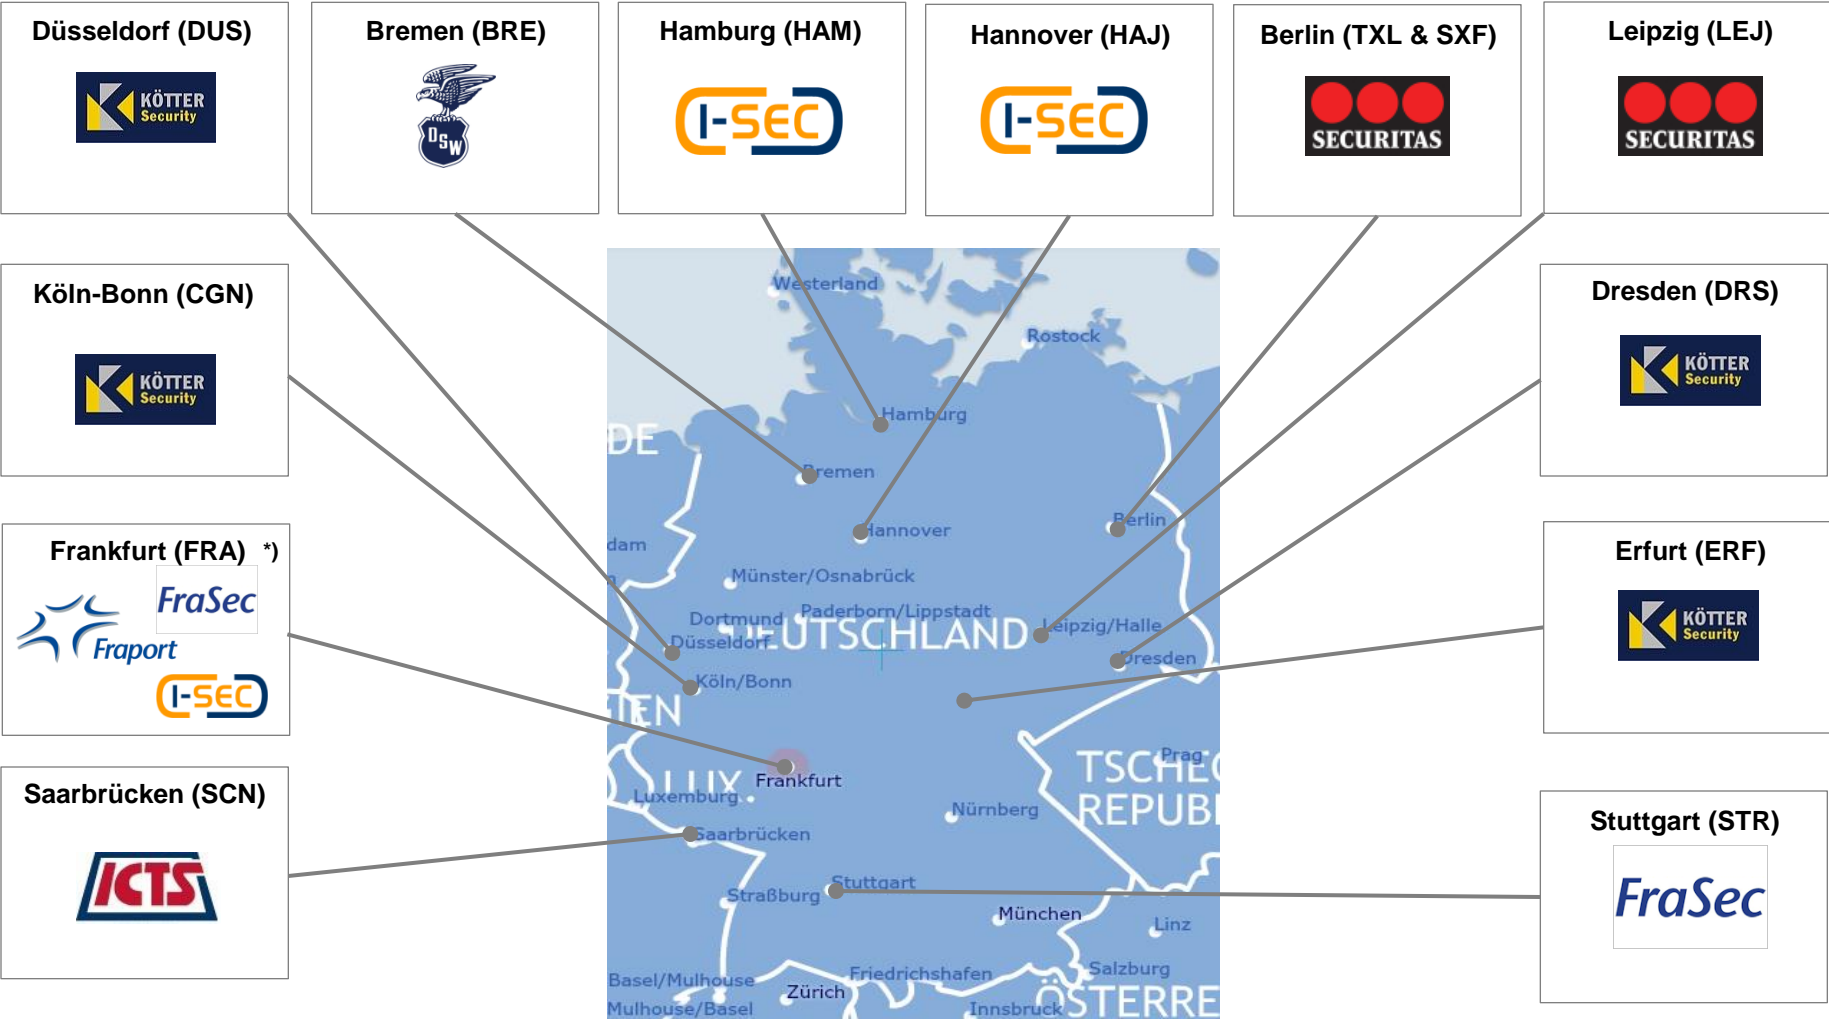 Düsseldorf (DUS)
KÖTTER
Security
Bremen (BRE)
DSW
Hamburg (HAM)
I-SEC
Hannover (HAJ)
I-SEC
Berlin (TXL & SXF)
SECURITAS
Leipzig (LEJ)
SECURITAS
Köln-Bonn (CGN)
KÖTTER
Security
Frankfurt (FRA) *)
FraSec
Fraport
I-SEC
Saarbrücken (SCN)
ICTS
Westerland
Rostock
Hamburg
DE
Bremen
Hannover
Berlin
dam
Münster/Osnabrück
Dortmund
Paderborn/Lippstadt
DEUTSCHLAND
Leipzig/Halle
Düsseldorf
Dresden
Köln/Bonn
IEN
Prag
TSCHEC
LUX.
Frankfurt
Luxemburg
Nürnberg
REPUBL
Saarbrücken
Stuttgart
Straßburg
München
Linz
Basel/Mulhouse
Friedrichshafen
Salzburg
Zürich
ÖSTERRE
Mulhouse/Basel
Innsbruck
Dresden (DRS)
KÖTTER
Security
Erfurt (ERF)
KÖTTER
Security
Stuttgart (STR)
FraSec